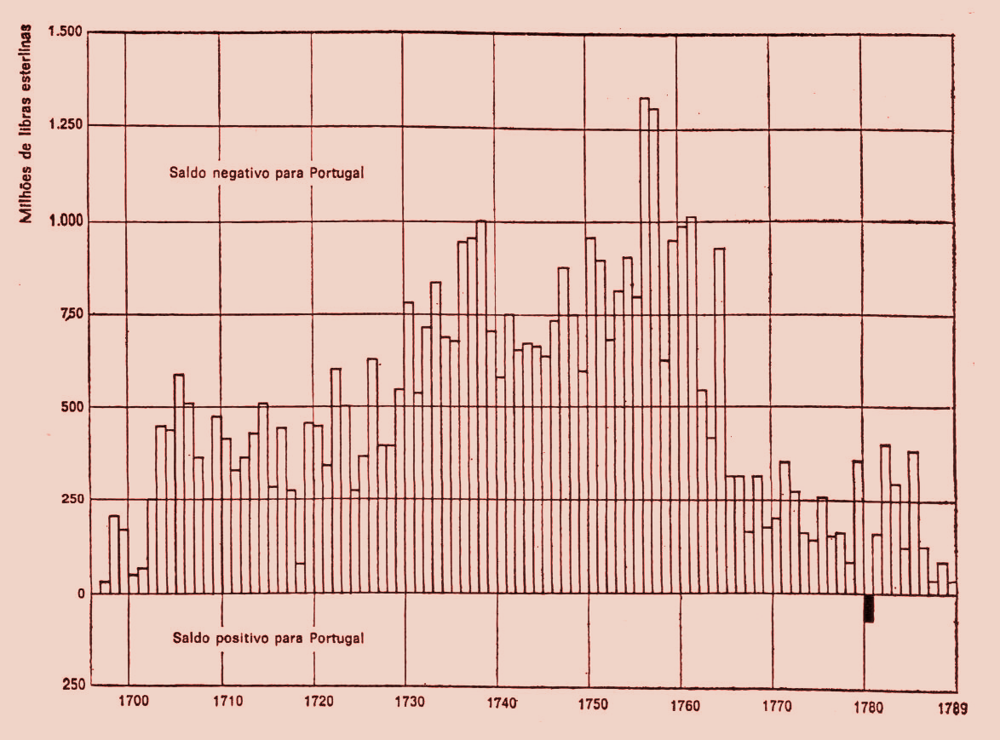 Milhões de libras esterlinas
1.500
1.250
Saldo negativo para Portugal
1.000
750
500
250
0
Saldo positivo para Portugal
250
1700 1710 1720 1730 1740 1750 1760 1770 1780 1789